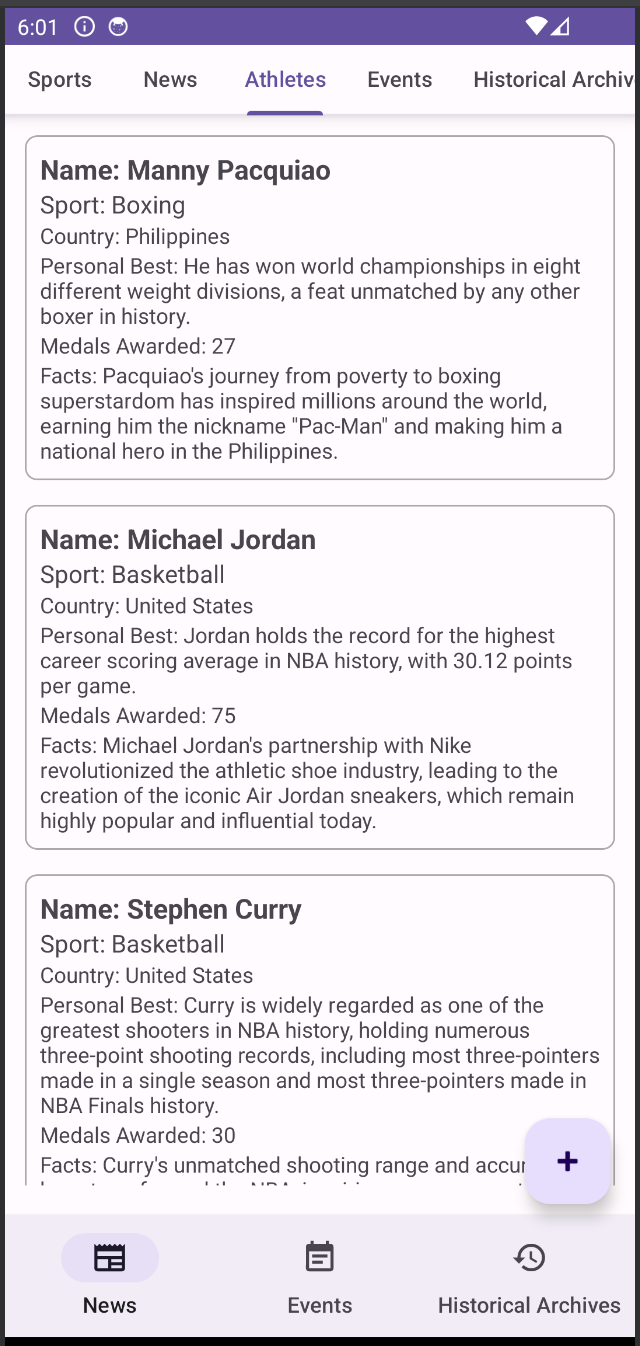 6:01
Sports News Athletes Events Historical Archiv
Name: Manny Pacquiao
Sport: Boxing
Country: Philippines
Personal Best: He has won world championships in eight
different weight divisions, a feat unmatched by any other
boxer in history.
Medals Awarded: 27
Facts: Pacquiao's journey from poverty to boxing
superstardom has inspired millions around the world,
earning him the nickname "Pac-Man" and making him a
national hero in the Philippines.
Name: Michael Jordan
Sport: Basketball
Country: United States
Personal Best: Jordan holds the record for the highest
career scoring average in NBA history, with 30.12 points
per game.
Medals Awarded: 75
Facts: Michael Jordan's partnership with Nike
revolutionized the athletic shoe industry, leading to the
creation of the iconic Air Jordan sneakers, which remain
highly popular and influential today.
Name: Stephen Curry
Sport: Basketball
Country: United States
Personal Best: Curry is widely regarded as one of the
greatest shooters in NBA history, holding numerous
three-point shooting records, including most three-pointers
made in a single season and most three-pointers made in
NBA Finals history.
Medals Awarded: 30
Facts: Curry's unmatched shooting range and accur
News Events Historical Archives